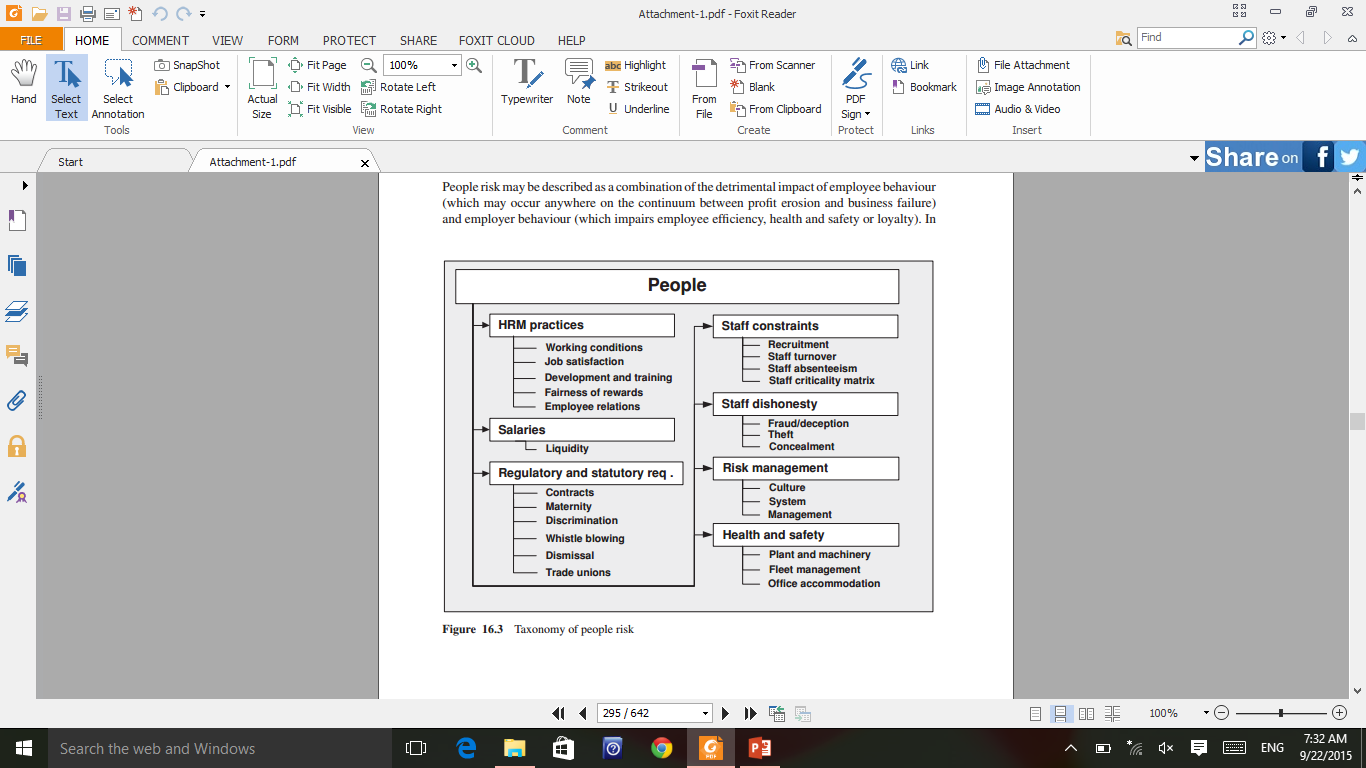 Attachment-1.pdf - Foxit Reader
FILE HOME COMMENT VIEW FORM PROTECT SHARE FOXIT CLOUD HELP
Find
Hand
Select Text
Select Annotation
SnapShot
Clipboard
Tools
Actual Size
Fit Page
Fit Width
Fit Visible
100%
Rotate Left
Rotate Right
View
Typewriter
Note
abc Highlight
T Strikeout
U Underline
Comment
From File
From Scanner
Blank
From Clipboard
Create
PDF Sign
Protect
Link
Bookmark
Links
File Attachment
Image Annotation
Audio & Video
Insert
Start
Attachment-1.pdf
Share on
People risk may be described as a combination of the detrimental impact of employee behaviour
(which may occur anywhere on the continuum between profit erosion and business failure)
and employer behaviour (which impairs employee efficiency, health and safety or loyalty). In
People
HRM practices
Working conditions
Job satisfaction
Development and training
Fairness of rewards
Employee relations
Salaries
Liquidity
Regulatory and statutory req .
Contracts
Maternity
Discrimination
Whistle blowing
Dismissal
Trade unions
Staff constraints
Recruitment
Staff turnover
Staff absenteeism
Staff criticality matrix
Staff dishonesty
Fraud/deception
Theft
Concealment
Risk management
Culture
System
Management
Health and safety
Plant and machinery
Fleet management
Office accommodation
Figure 16.3 Taxonomy of people risk
295 / 642
100%
Search the web and Windows
ENG
7:32 AM
9/22/2015